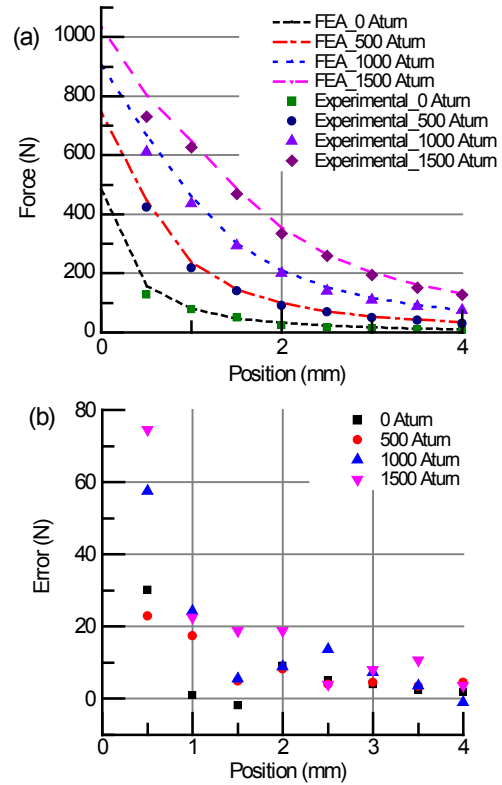 (a)
FEA_0 Aturn
FEA_500 Aturn
FEA_1000 Aturn
FEA_1500 Aturn
Experimental_0 Aturn
Experimental_500 Aturn
Experimental_1000 Aturn
Experimental_1500 Aturn
1000
800
600
400
200
0
Force (N)
0 1 2 3 4
Position (mm)
(b)
0 Aturn
500 Aturn
1000 Aturn
1500 Aturn
80
60
40
20
0
Error (N)
0 1 2 3 4
Position (mm)